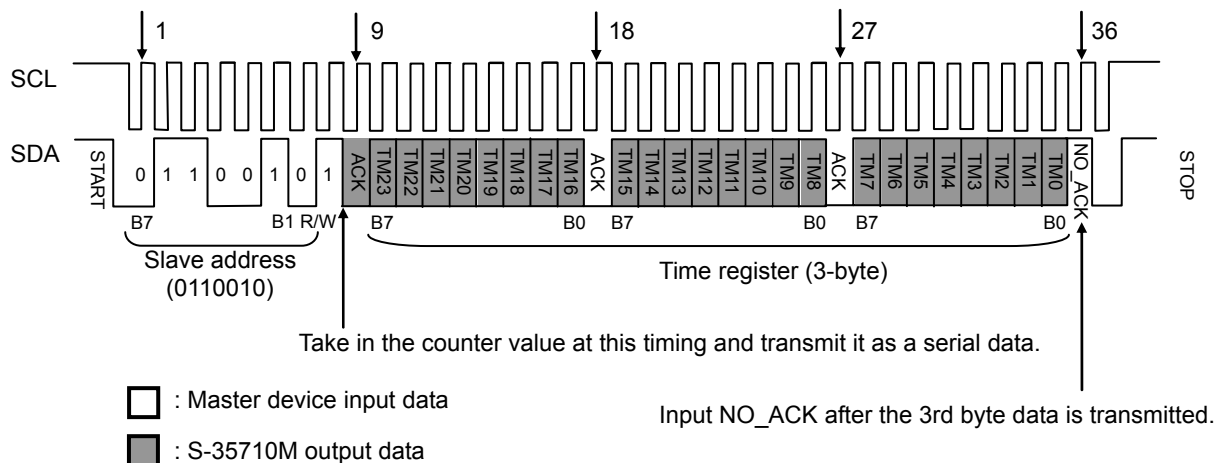 1 9 18 27 36
SCL
SDA
START 0 1 1 0 0 1 0 1 ACK TM23 TM22 TM21 TM20 TM19 TM18 TM17 TM16 ACK TM15 TM14 TM13 TM12 TM11 TM10 TM9 TM8 ACK TM7 TM6 TM5 TM4 TM3 TM2 TM1 TM0 NO_ACK STOP
B7 B1 R/W B7 B0 B7 B0 B7 B0
Slave address
(0110010)
Time register (3-byte)
Take in the counter value at this timing and transmit it as a serial data.
: Master device input data
Input NO_ACK after the 3rd byte data is transmitted.
: S-35710M output data